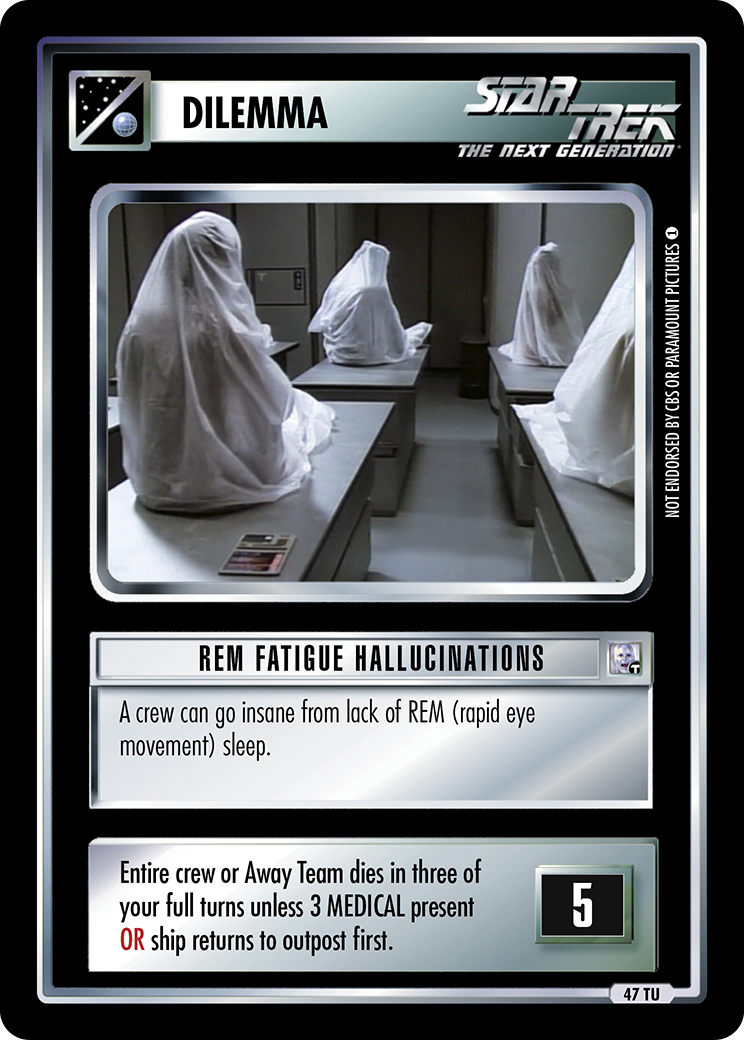 DILEMMA
STAR TREK
THE NEXT GENERATION
NOT ENDORSED BY CBS OR PARAMOUNT PICTURES 1
REM FATIGUE HALLUCINATIONS
T
A crew can go insane from lack of REM (rapid eye
movement) sleep.
Entire crew or Away Team dies in three of
your full turns unless 3 MEDICAL present
OR ship returns to outpost first.
5
47 TU